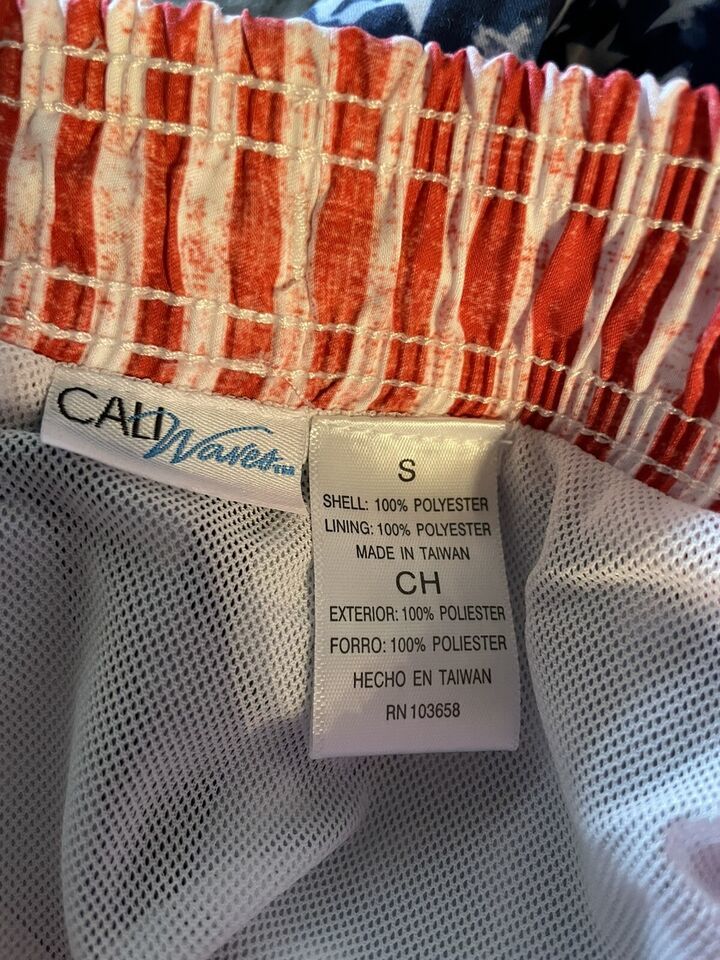 CALI Waves™
S
SHELL: 100% POLYESTER
LINING: 100% POLYESTER
MADE IN TAIWAN
CH
EXTERIOR: 100% POLIESTER
FORRO: 100% POLIESTER
HECHO EN TAIWAN
RN 103658